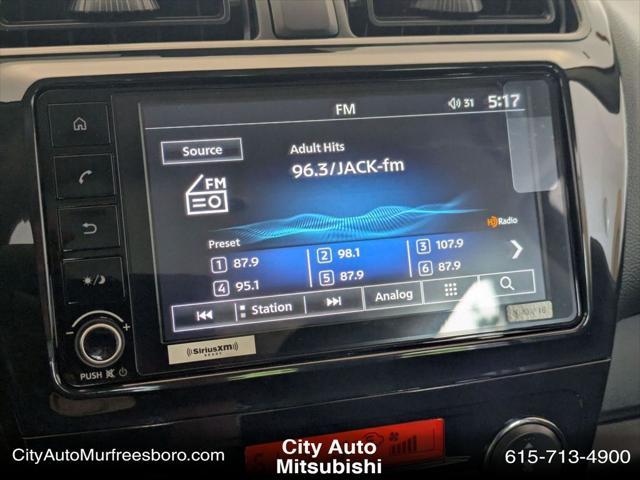 FM
31 5:17
Source
Adult Hits
96.3/JACK-fm
FM
HD Radio
Preset
1 87.9 2 98.1 3 107.9
4 95.1 5 87.9 6 87.9
Station Analog
((SiriusXM))
PUSH
City Auto
Mitsubishi
CityAutoMurfreesboro.com
615-713-4900